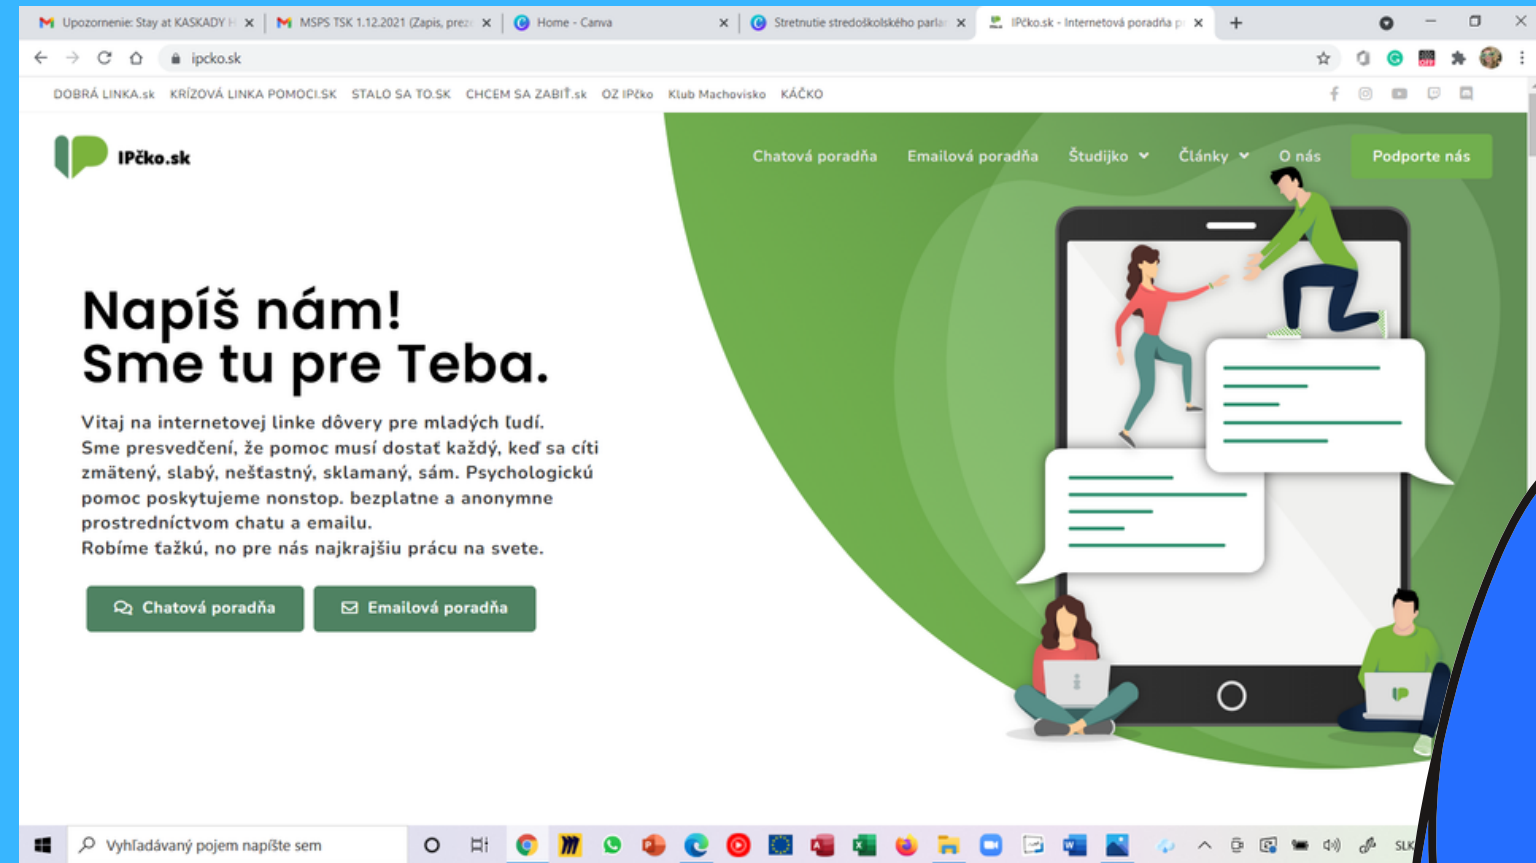 Upozornenie: Stay at KASKADY H
MSPS TSK 1.12.2021 (Zapis, prez
Home - Canva
Stretnutie stredoškolského parla
IPčko.sk - Internetová poradňa p
ipcko.sk
DOBRÁ LINKA.sk KRÍZOVÁ LINKA POMOCI.SK STALO SA TO.SK CHCEM SA ZABIŤ.sk OZ IPčko Klub Machovisko KÁČKO
IPčko.sk
Chatová poradňa Emailová poradňa Študijko Články O nás Podporte nás
Napíš nám!
Sme tu pre Teba.
Vitaj na internetovej linke dôvery pre mladých ľudí.
Sme presvedčení, že pomoc musí dostať každý, keď sa cíti
zmätený, slabý, nešťastný, sklamaný, sám. Psychologickú
pomoc poskytujeme nonstop. bezplatne a anonymne
prostredníctvom chatu a emailu.
Robíme ťažkú, no pre nás najkrajšiu prácu na svete.
Chatová poradňa Emailová poradňa
Vyhľadávaný pojem napíšte sem
SLK